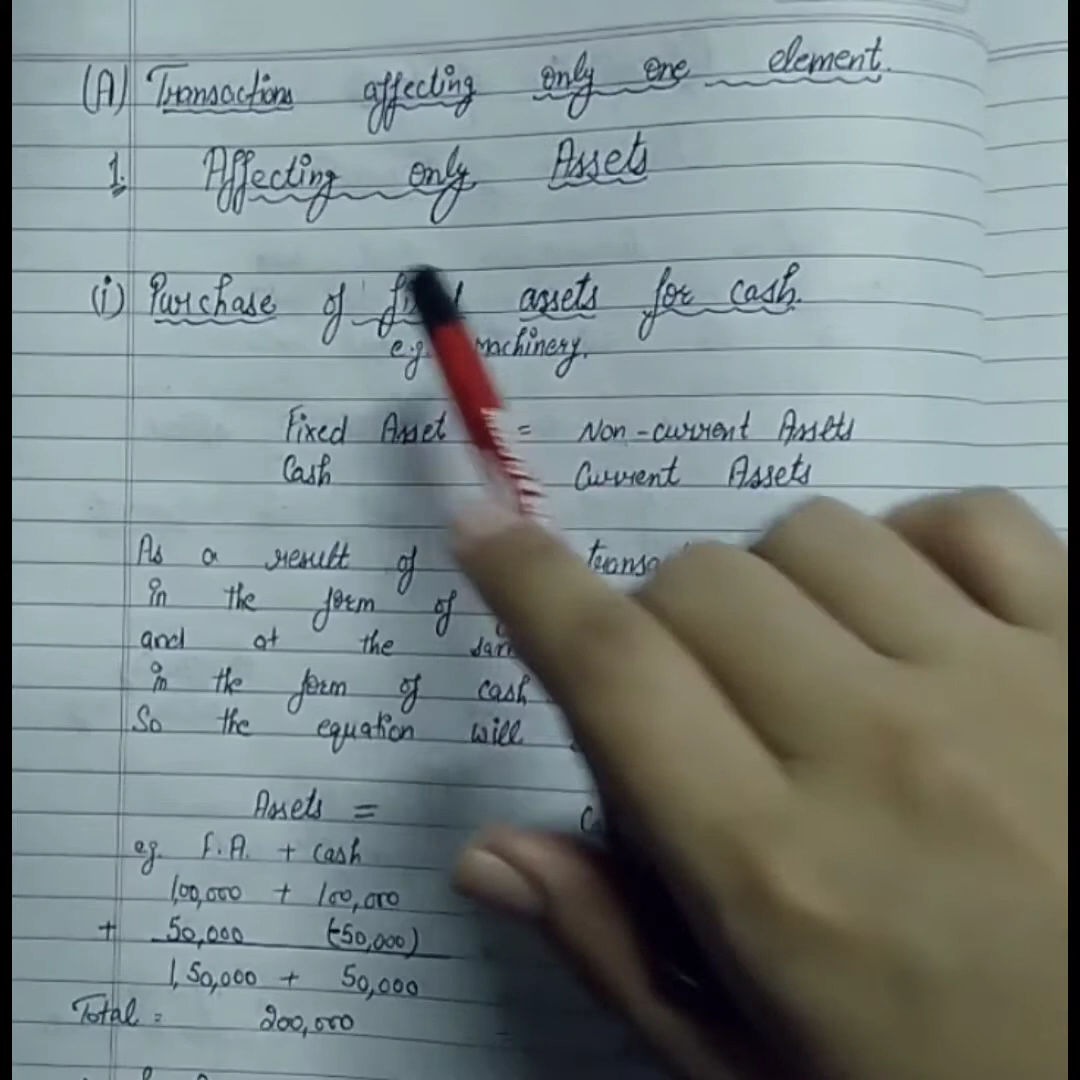 (A) Transactions affecting only one element.
1. Affecting only Assets
(i) Purchase of assets for cash.
e.g. machinery.
Fixed Asset = Non-current Assets
Cash Current Assets
As a result of
in the form of
and at the
in the form of cash
So the equation will
Assets =
eg. F.A. + cash
1,00,000 + 100,000
+ 50,000 (-50,000)
1,50,000 + 50,000
Total = 200,000